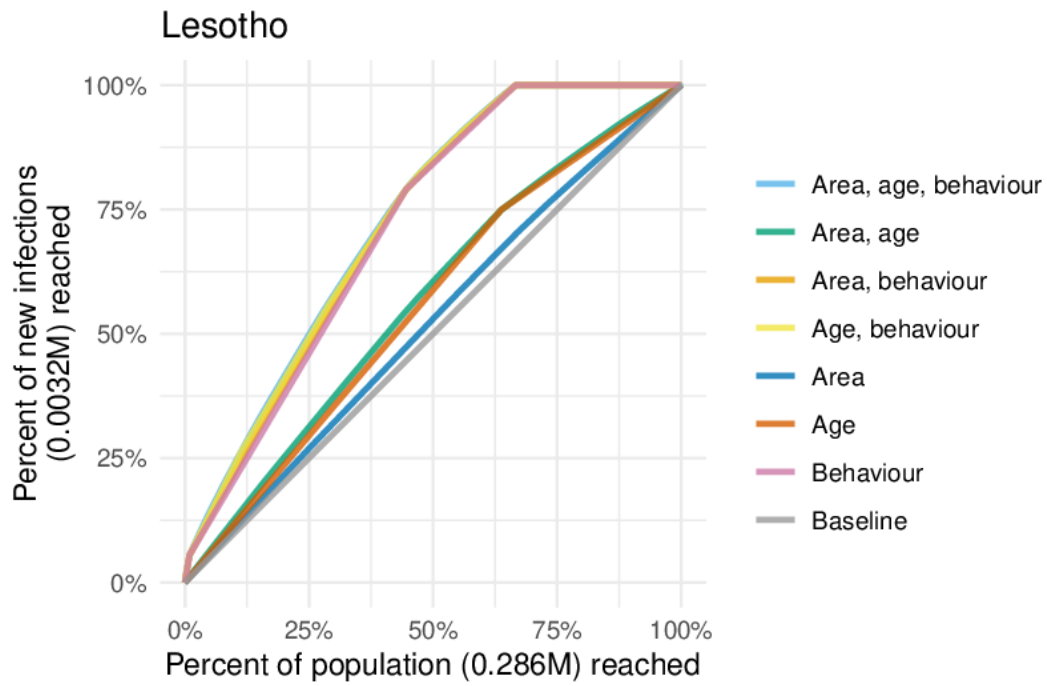 Lesotho
Percent of new infections
(0.0032M) reached
100%
75%
50%
25%
0%
0%
25%
50%
75%
100%
Percent of population (0.286M) reached
Area, age, behaviour
Area, age
Area, behaviour
Age, behaviour
Area
Age
Behaviour
Baseline